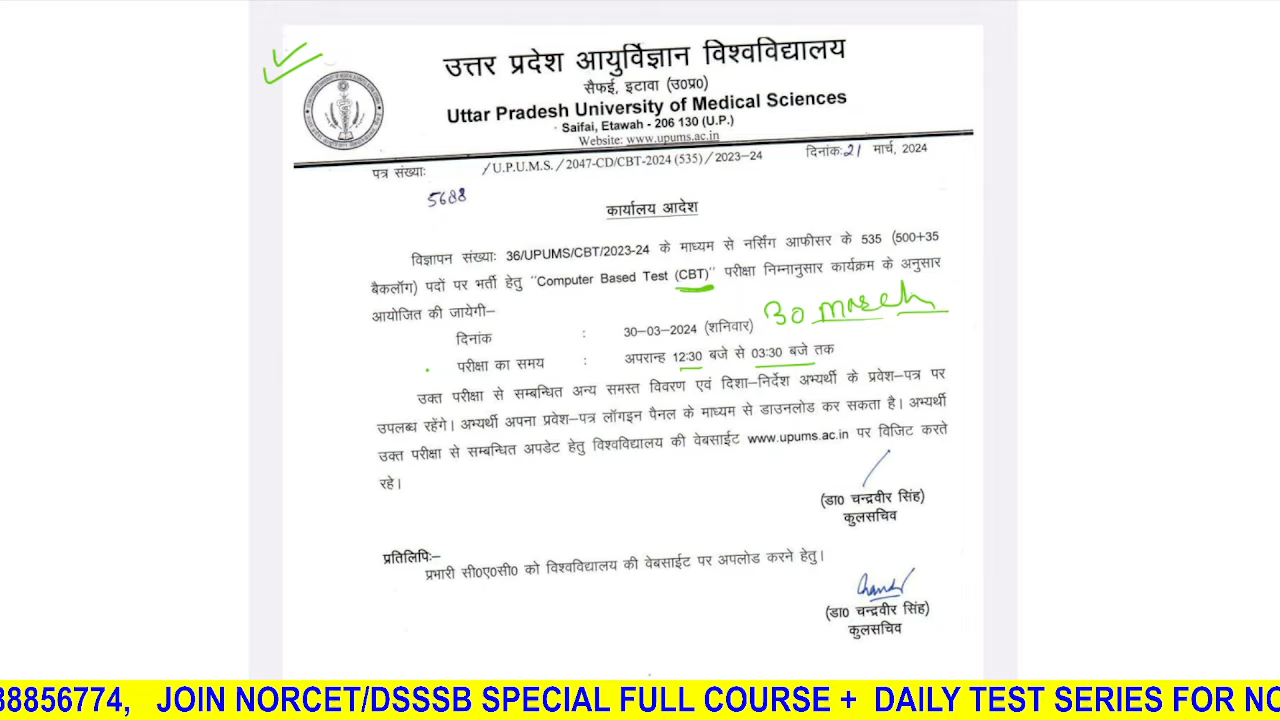 उत्तर प्रदेश आयुर्विज्ञान विश्वविद्यालय
सैफई, इटावा (उ०प्र०)
Uttar Pradesh University of Medical Sciences
Saifai, Etawah - 206 130 (U.P.)
Website: www.upums.ac.in
पत्र संख्याः /U.P.U.M.S./2047-CD/CBT-2024 (535)/2023-24 दिनांकः21 मार्च, 2024
5688
कार्यालय आदेश
विज्ञापन संख्याः 36/UPUMS/CBT/2023-24 के माध्यम से नर्सिंग आफीसर के 535 (500+35
बैकलॉग) पदों पर भर्ती हेतु "Computer Based Test (CBT)" परीक्षा निम्नानुसार कार्यक्रम के अनुसार
आयोजित की जायेगी–
30 march
दिनांक : 30-03-2024 (शनिवार)
परीक्षा का समय : अपरान्ह 12:30 बजे से 03:30 बजे तक
उक्त परीक्षा से सम्बन्धित अन्य समस्त विवरण एवं दिशा–निर्देश अभ्यर्थी के प्रवेश–पत्र पर
उपलब्ध रहेंगे। अभ्यर्थी अपना प्रवेश–पत्र लॉगइन पैनल के माध्यम से डाउनलोड कर सकता है। अभ्यर्थी
उक्त परीक्षा से सम्बन्धित अपडेट हेतु विश्वविद्यालय की वेबसाईट www.upums.ac.in पर विजिट करते
रहे।
(डा० चन्द्रवीर सिंह)
कुलसचिव
प्रतिलिपिः–
प्रभारी सी०ए०सी० को विश्वविद्यालय की वेबसाईट पर अपलोड करने हेतु।
(डा० चन्द्रवीर सिंह)
कुलसचिव
38856774, JOIN NORCET/DSSSB SPECIAL FULL COURSE + DAILY TEST SERIES FOR NO